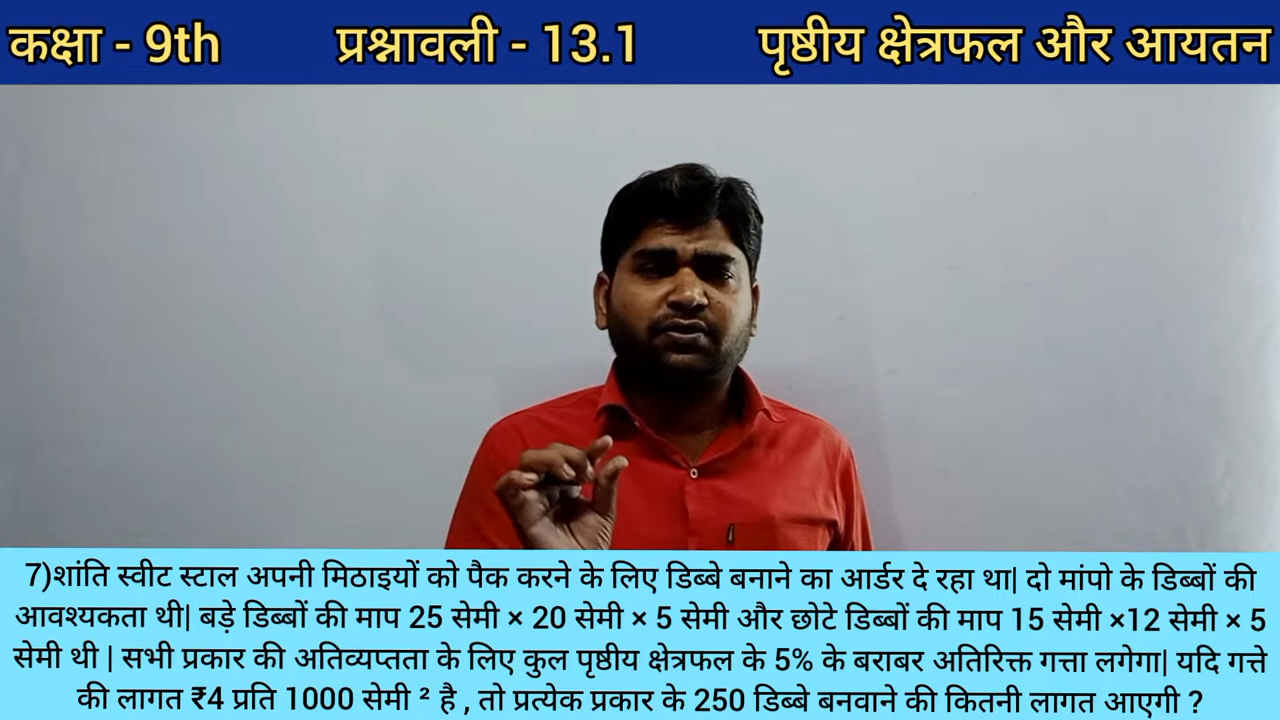 कक्षा - 9th प्रश्नावली - 13.1 पृष्ठीय क्षेत्रफल और आयतन
7)शांति स्वीट स्टाल अपनी मिठाइयों को पैक करने के लिए डिब्बे बनाने का आर्डर दे रहा था| दो मांपो के डिब्बों की
आवश्यकता थी| बड़े डिब्बों की माप 25 सेमी × 20 सेमी × 5 सेमी और छोटे डिब्बों की माप 15 सेमी ×12 सेमी × 5
सेमी थी | सभी प्रकार की अतिव्यप्तता के लिए कुल पृष्ठीय क्षेत्रफल के 5% के बराबर अतिरिक्त गत्ता लगेगा| यदि गत्ते
की लागत ₹4 प्रति 1000 सेमी ² है , तो प्रत्येक प्रकार के 250 डिब्बे बनवाने की कितनी लागत आएगी ?